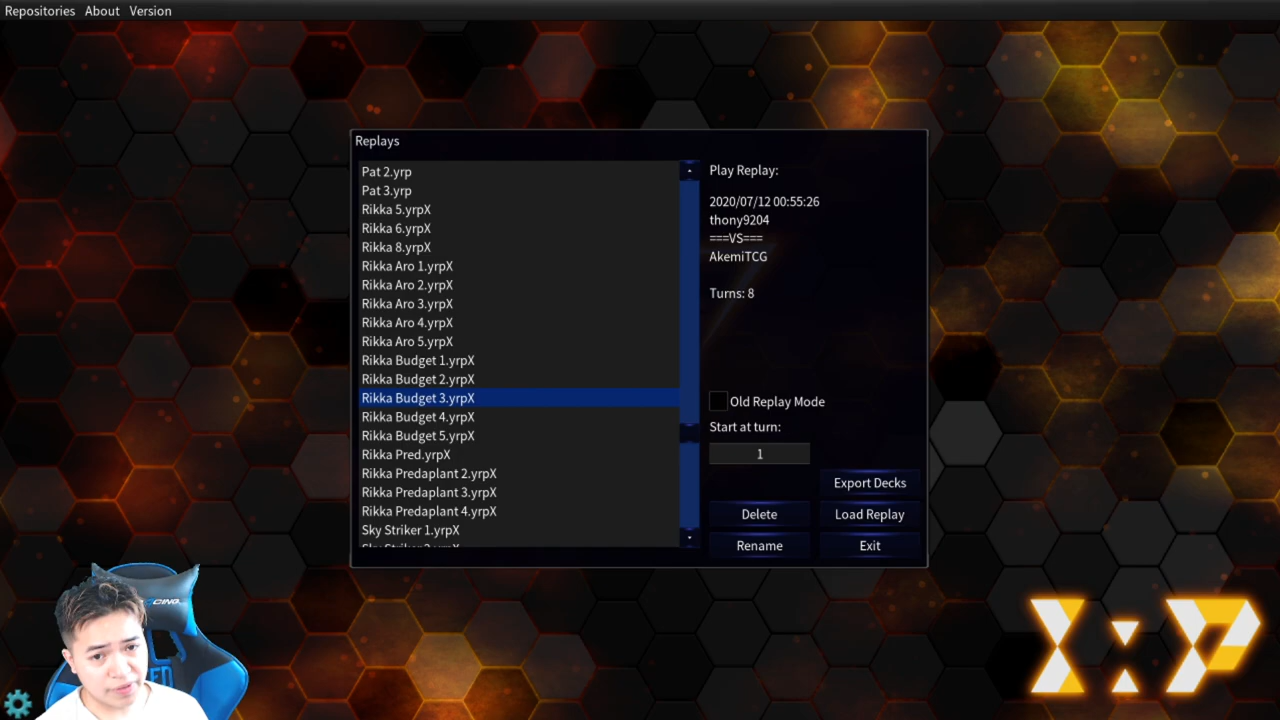 Repositories About Version
Replays
Pat 2.yrp
Pat 3.yrp
Rikka 5.yrpX
Rikka 6.yrpX
Rikka 8.yrpX
Rikka Aro 1.yrpX
Rikka Aro 2.yrpX
Rikka Aro 3.yrpX
Rikka Aro 4.yrpX
Rikka Aro 5.yrpX
Rikka Budget 1.yrpX
Rikka Budget 2.yrpX
Rikka Budget 3.yrpX
Rikka Budget 4.yrpX
Rikka Budget 5.yrpX
Rikka Pred.yrpX
Rikka Predaplant 2.yrpX
Rikka Predaplant 3.yrpX
Rikka Predaplant 4.yrpX
Sky Striker 1.yrpX
Play Replay:
2020/07/12 00:55:26
thony9204
===VS===
AkemiTCG
Turns: 8
Old Replay Mode
Start at turn:
1
Export Decks
Delete
Load Replay
Rename
Exit
X:P